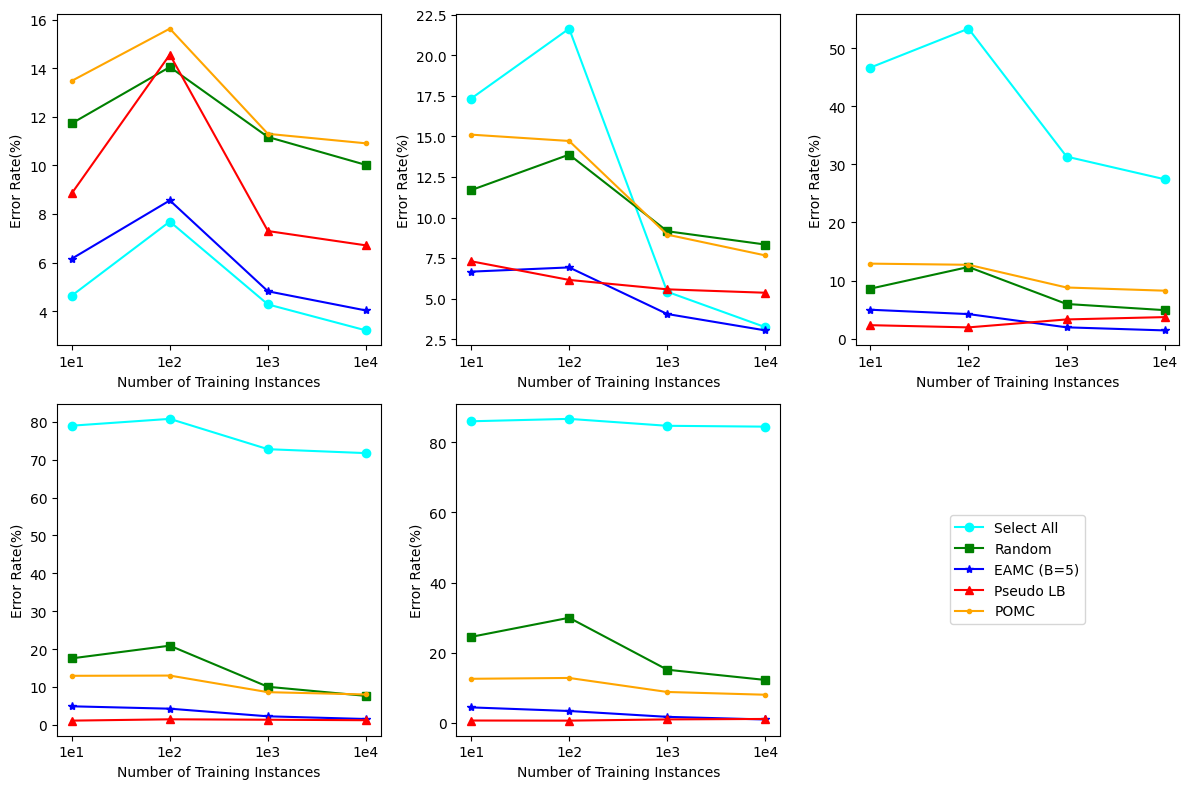 16
14
12
10
8
6
4
Error Rate(%)
1e1 1e2 1e3 1e4
Number of Training Instances
22.5
20.0
17.5
15.0
12.5
10.0
7.5
5.0
2.5
Error Rate(%)
1e1 1e2 1e3 1e4
Number of Training Instances
50
40
30
20
10
0
Error Rate(%)
1e1 1e2 1e3 1e4
Number of Training Instances
80
70
60
50
40
30
20
10
0
Error Rate(%)
1e1 1e2 1e3 1e4
Number of Training Instances
80
60
40
20
0
Error Rate(%)
1e1 1e2 1e3 1e4
Number of Training Instances
Select All
Random
EAMC (B=5)
Pseudo LB
POMC